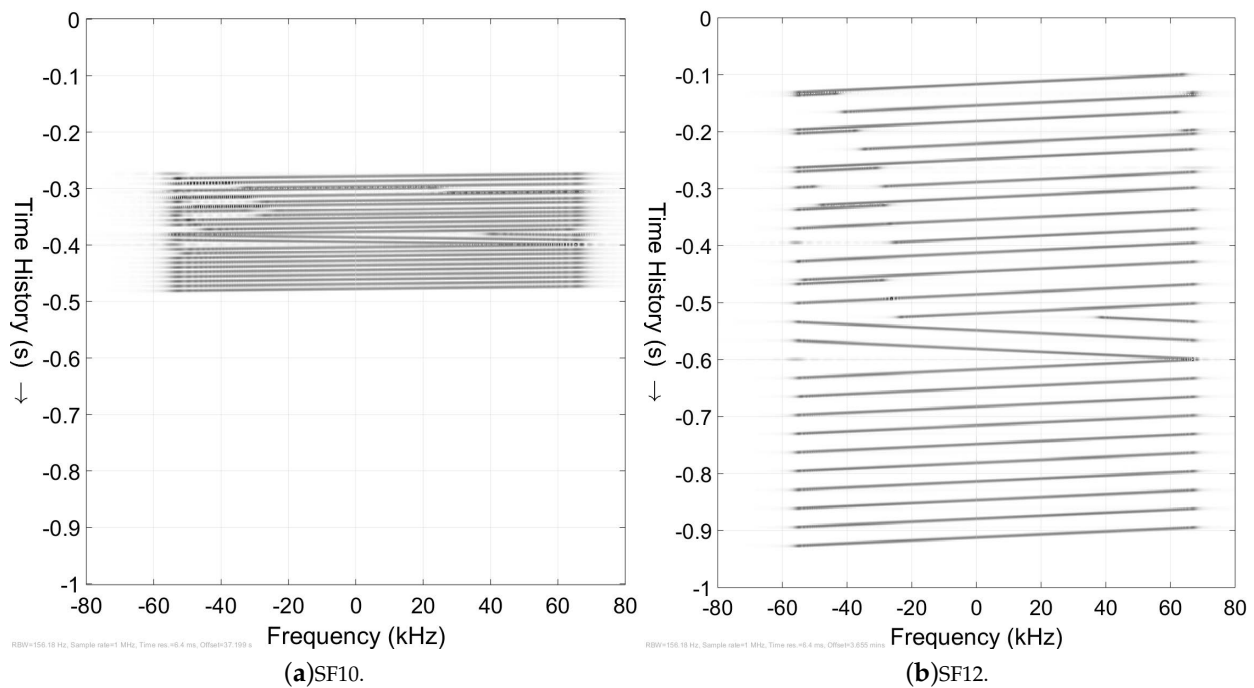 0
-0.1
-0.2
-0.3
-0.4
-0.5
-0.6
-0.7
-0.8
-0.9
-1
Time History (s) →
-80 -60 -40 -20 0 20 40 60 80
Frequency (kHz)
RBW=156.18 Hz, Sample rate=1 MHz, Time res.=6.4 ms, Offset=37.199 s
(a)SF10.
0
-0.1
-0.2
-0.3
-0.4
-0.5
-0.6
-0.7
-0.8
-0.9
-1
Time History (s) →
-80 -60 -40 -20 0 20 40 60 80
Frequency (kHz)
RBW=156.18 Hz, Sample rate=1 MHz, Time res.=6.4 ms, Offset=3.655 mins
(b)SF12.